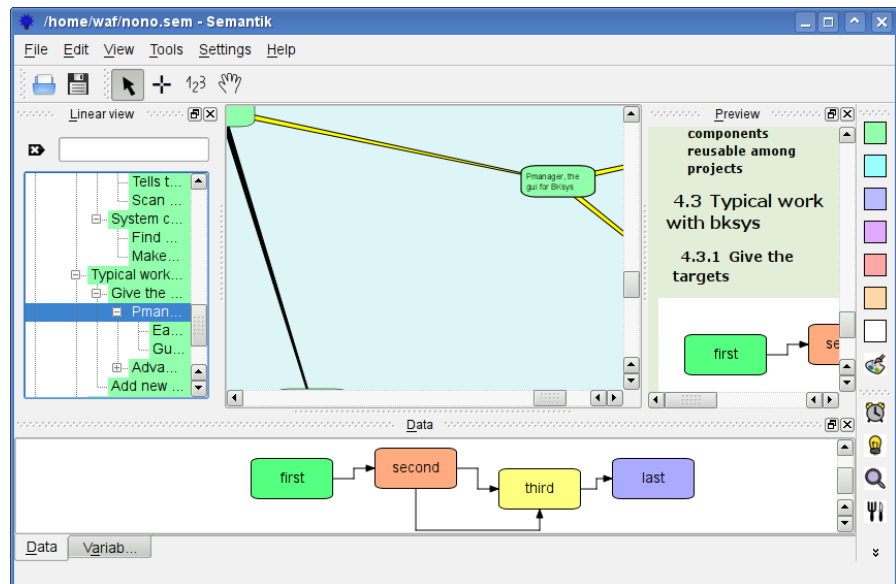 /home/waf/nono.sem - Semantik
File Edit View Tools Settings Help
123
Linear view
Tells t...
Scan ...
System c...
Find ...
Make...
Typical work...
Give the ...
Pman...
Ea...
Gu...
Adva...
Add new ...
Pmanager, the
gui for BKsys
Preview
components
reusable among
projects
4.3 Typical work
with bksys
4.3.1 Give the
targets
first
se
Data
first
second
third
last
Data
Variab...